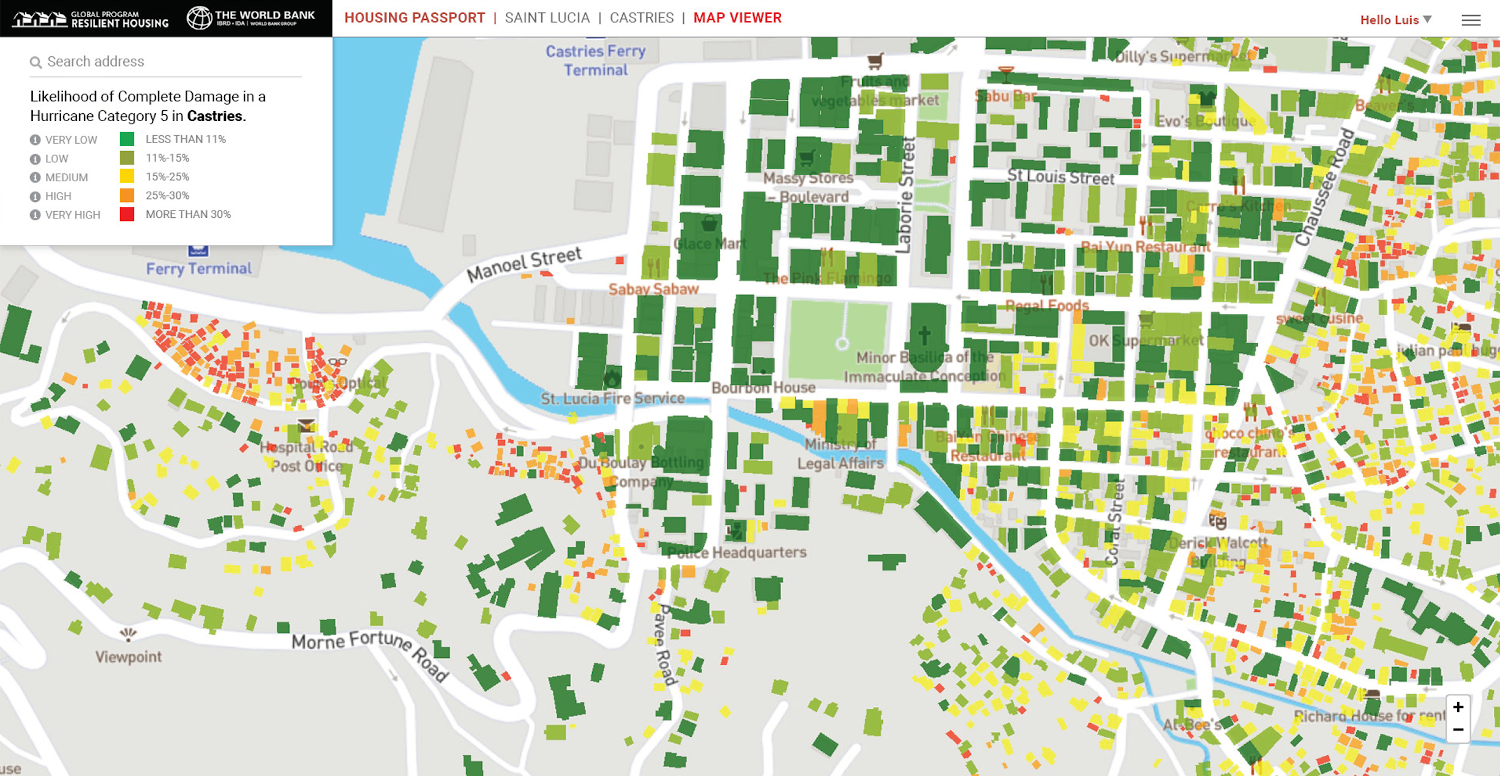 GLOBAL PROGRAM
RESILIENT HOUSING
THE WORLD BANK
IBRD • IDA | WORLD BANK GROUP
HOUSING PASSPORT | SAINT LUCIA | CASTRIES | MAP VIEWER
Hello Luis
Search address
Likelihood of Complete Damage in a
Hurricane Category 5 in Castries.
VERY LOW LESS THAN 11%
LOW 11%-15%
MEDIUM 15%-25%
HIGH 25%-30%
VERY HIGH MORE THAN 30%
Castries Ferry
Terminal
Dilly's Supermarket
Fruits and
vegetables market
Sabu Bar
Beaver's
Evo's Boutique
Massy Stores
– Boulevard
Laborie Street
St Louis Street
Chaussee Road
Glace Mart
Bai Yun Restaurant
Manoel Street
Ferry Terminal
Sabay Sabaw
The Pink Flamingo
Regal Foods
OK Supermarket
Minor Basilica of the
Immaculate Conception
Bourbon House
St. Lucia Fire Service
Optical
Hospital Road
Post Office
Du Boulay Bottling
Company
Ministry of
Legal Affairs
Bai Yun Chinese
Restaurant
choco chino's
restaurant
Coral Street
Police Headquarters
Derick Walcott
Building
Pavee Road
Viewpoint
Morne Fortune Road
Al-Bee's
Richard House for rent
use
+
−